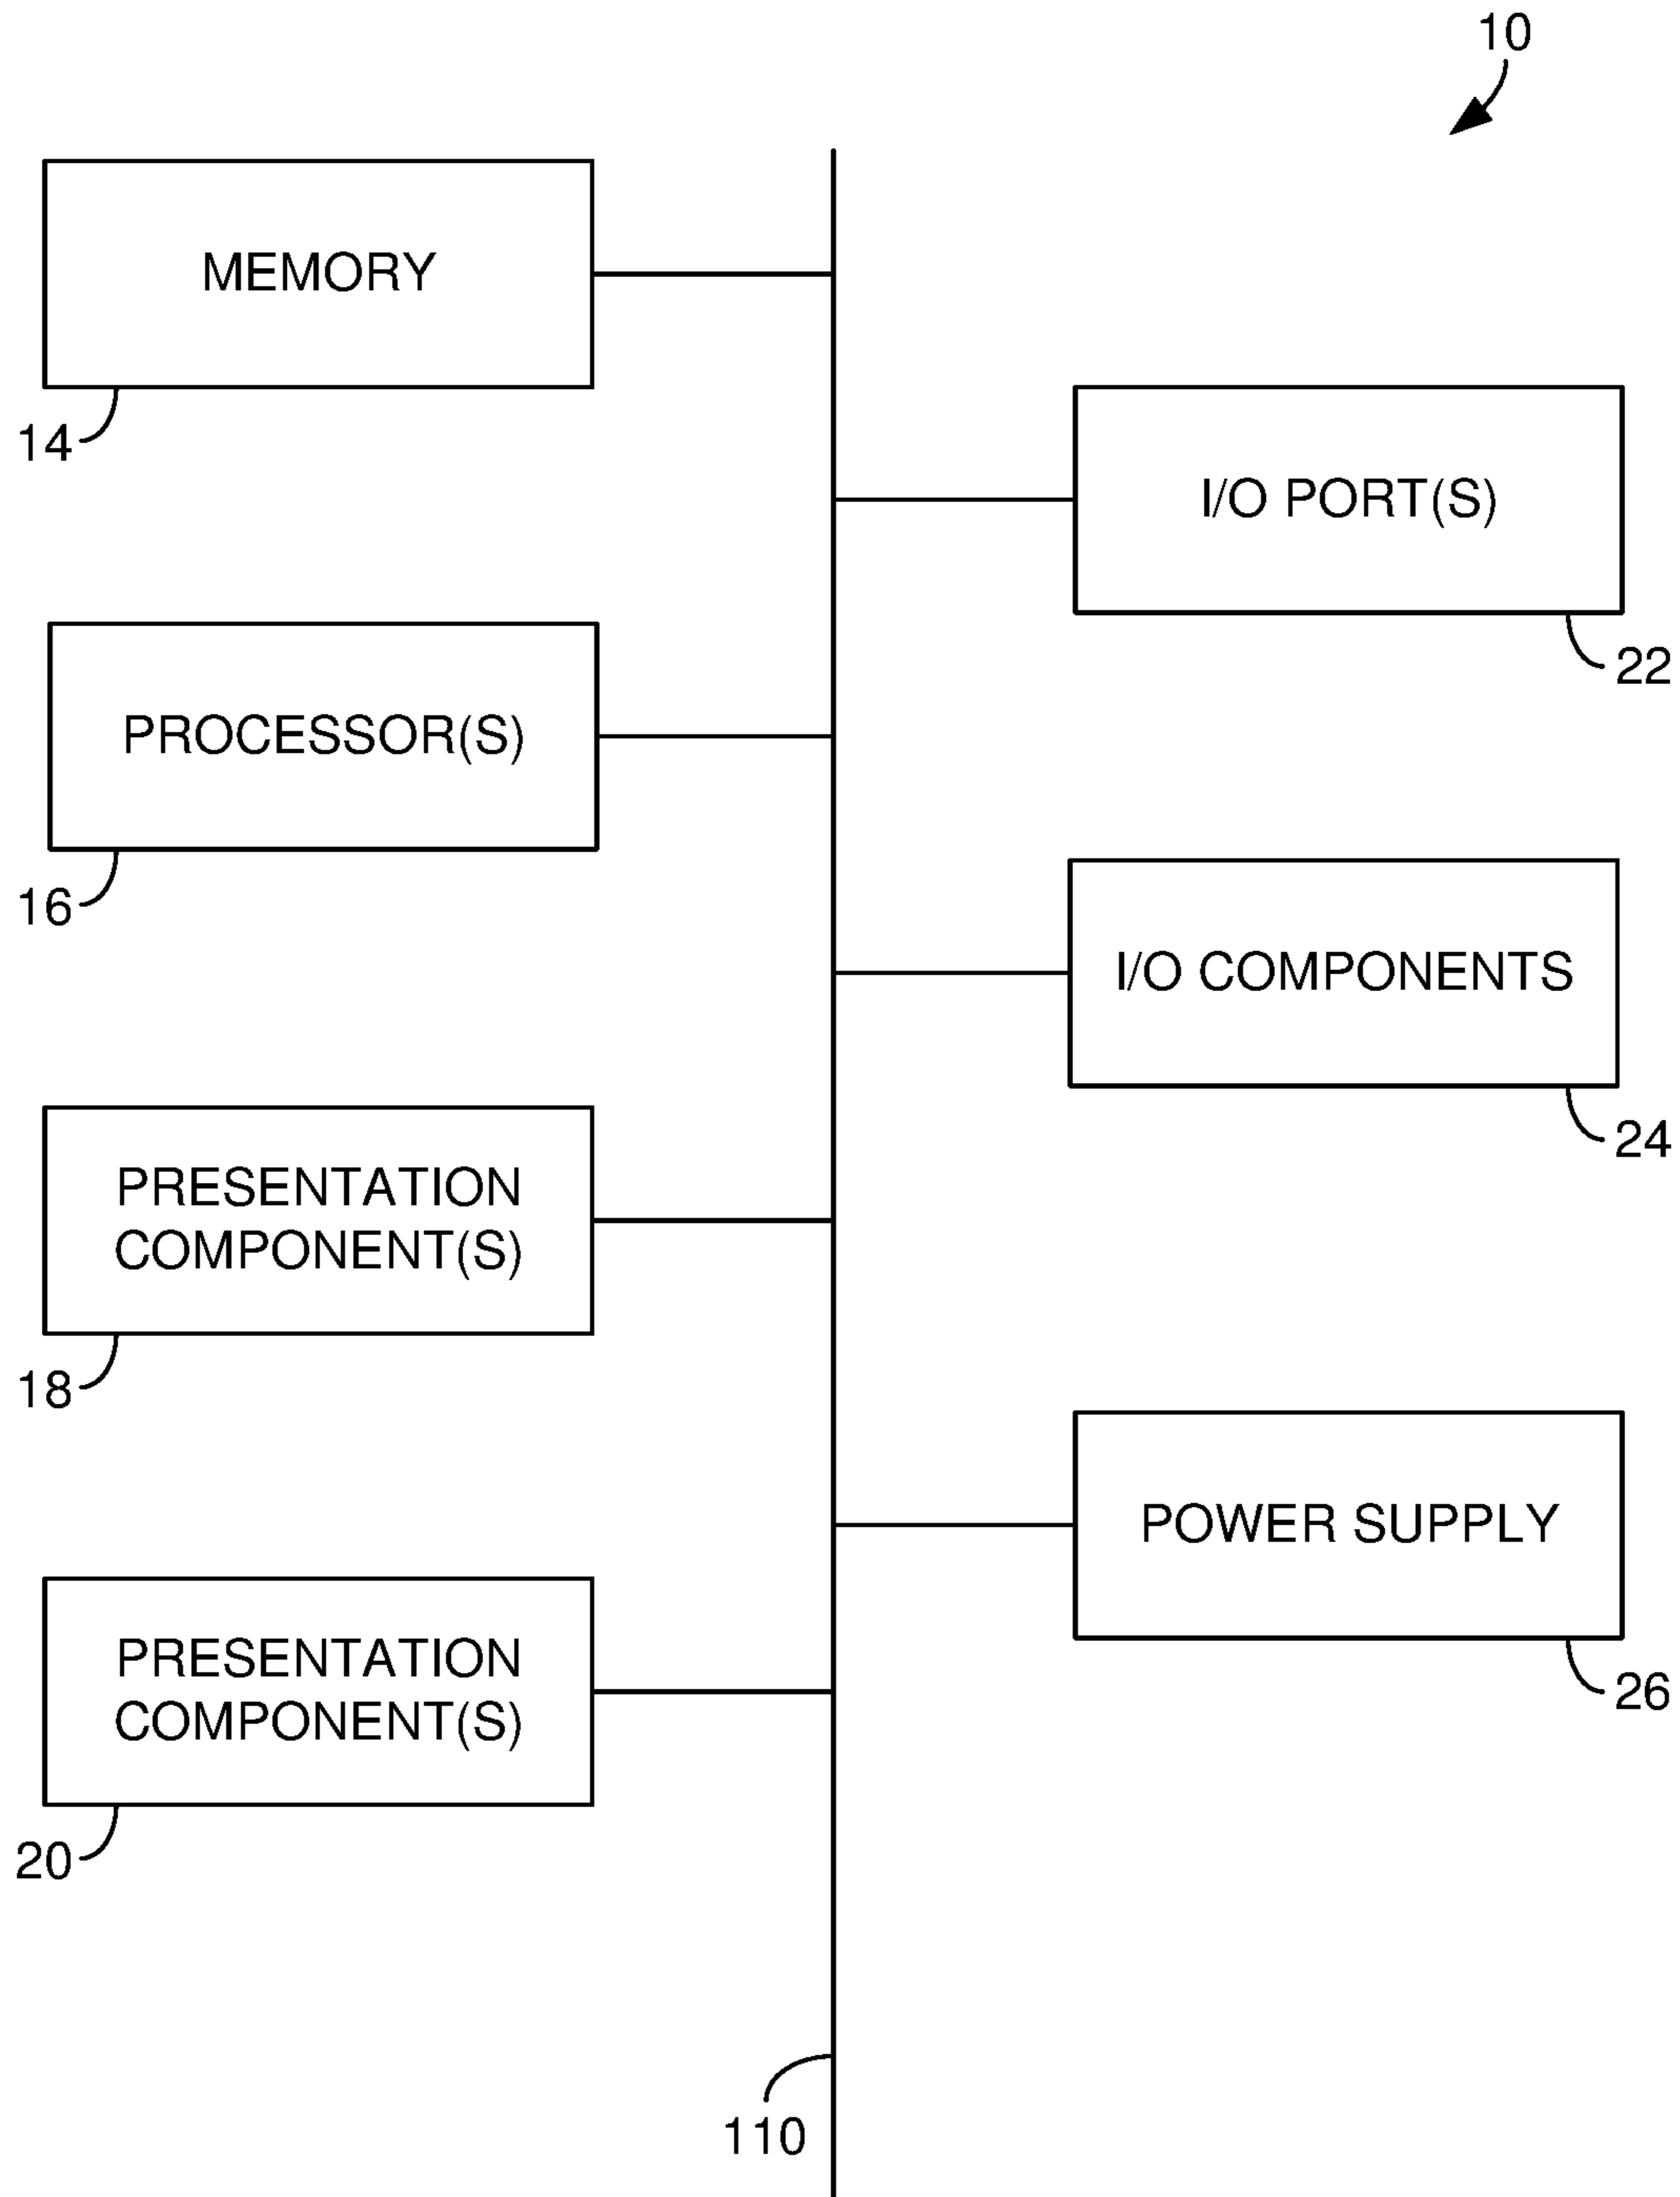 10
MEMORY
14
I/O PORT(S)
22
PROCESSOR(S)
16
I/O COMPONENTS
24
PRESENTATION
COMPONENT(S)
18
POWER SUPPLY
26
PRESENTATION
COMPONENT(S)
20
110